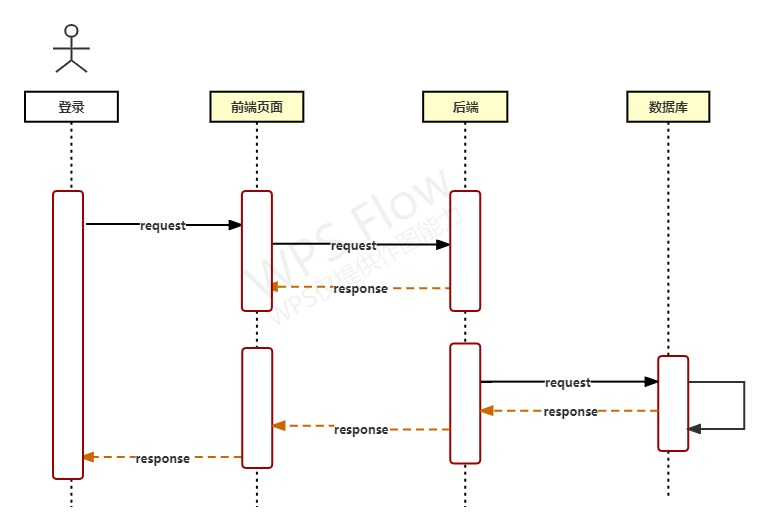 登录
前端页面
后端
数据库
request
request
response
request
response
response
response
WPS Flow
WPS仅提供作图能力